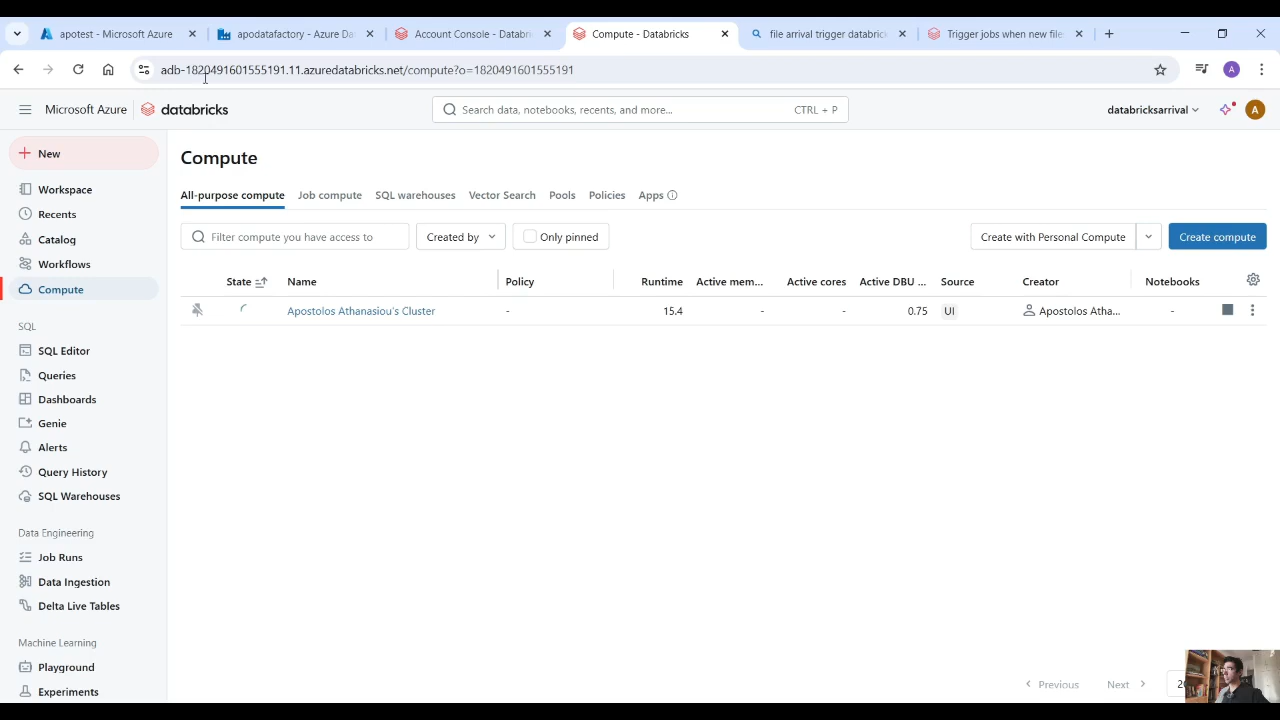 apotest - Microsoft Azure
apodatafactory - Azure Da
Account Console - Databri
Compute - Databricks
file arrival trigger databric
Trigger jobs when new file
adb-1820491601555191.11.azuredatabricks.net/compute?o=1820491601555191
A
Microsoft Azure
databricks
Search data, notebooks, recents, and more...
CTRL + P
databricksarrival
A
New
Workspace
Recents
Catalog
Workflows
Compute
SQL
SQL Editor
Queries
Dashboards
Genie
Alerts
Query History
SQL Warehouses
Data Engineering
Job Runs
Data Ingestion
Delta Live Tables
Machine Learning
Playground
Experiments
Compute
All-purpose compute
Job compute
SQL warehouses
Vector Search
Pools
Policies
Apps
Filter compute you have access to
Created by
Only pinned
Create with Personal Compute
Create compute
State
Name
Policy
Runtime
Active mem...
Active cores
Active DBU ...
Source
Creator
Notebooks
Apostolos Athanasiou's Cluster
-
15.4
-
-
0.75
UI
Apostolos Atha...
-
Previous
Next